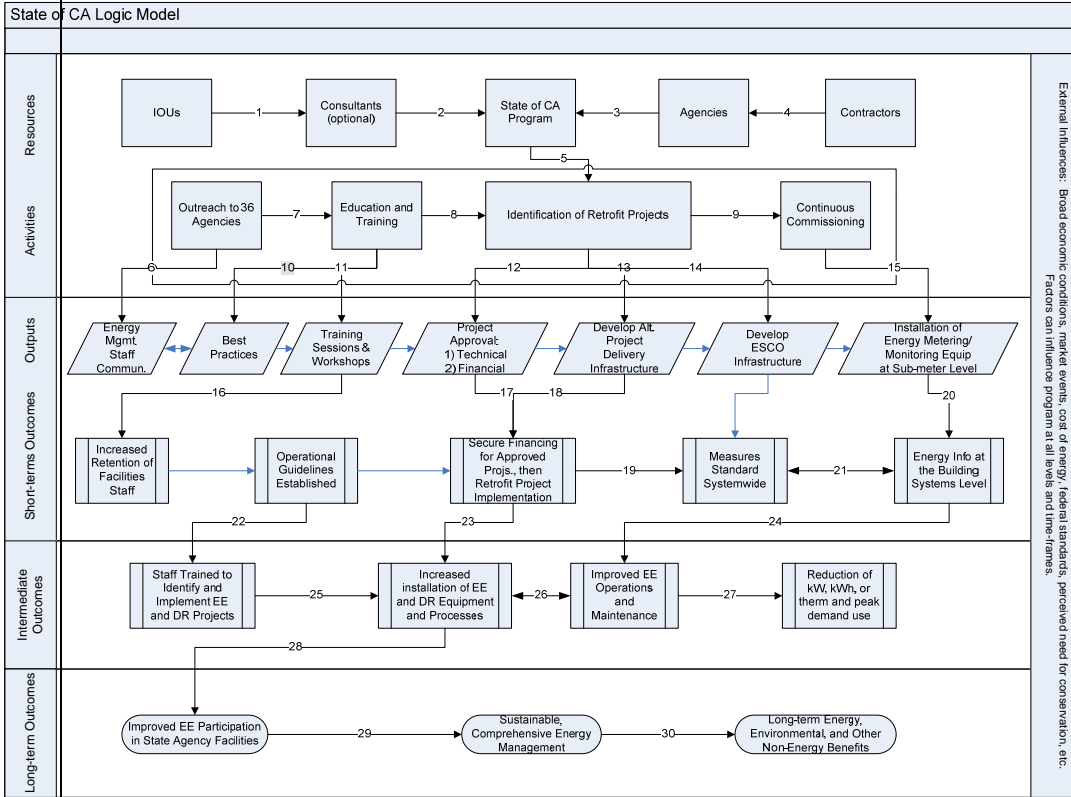 State of CA Logic Model
Resources
IOUs
1
Consultants
(optional)
2
State of CA
Program
3
Agencies
4
Contractors
5
Activities
Outreach to 36
Agencies
7
Education and
Training
8
Identification of Retrofit Projects
9
Continuous
Commissioning
6
10
11
12
13
14
15
Outputs
Energy
Mgmt.
Staff
Commun.
Best
Practices
Training
Sessions &
Workshops
Project
Approval:
1) Technical
2) Financial
Develop Alt.
Project
Delivery
Infrastructure
Develop
ESCO
Infrastructure
Installation of
Energy Metering/
Monitoring Equip
at Sub-meter Level
16
17
18
20
Short-terms Outcomes
Increased
Retention of
Facilities
Staff
Operational
Guidelines
Established
Secure Financing
for Approved
Projs., then
Retrofit Project
Implementation
19
Measures
Standard
Systemwide
21
Energy Info at
the Building
Systems Level
22
23
24
Intermediate
Outcomes
Staff Trained to
Identify and
Implement EE
and DR Projects
25
Increased
installation of EE
and DR Equipment
and Processes
26
Improved EE
Operations
and
Maintenance
27
Reduction of
kW, kWh, or
therm and peak
demand use
28
Long-term Outcomes
Improved EE Participation
in State Agency Facilities
29
Sustainable,
Comprehensive Energy
Management
30
Long-term Energy,
Environmental, and Other
Non-Energy Benefits
External Influences: Broad economic conditions, market events, cost of energy, federal standards, perceived need for conservation, etc.
Factors can influence program at all levels and time-frames.